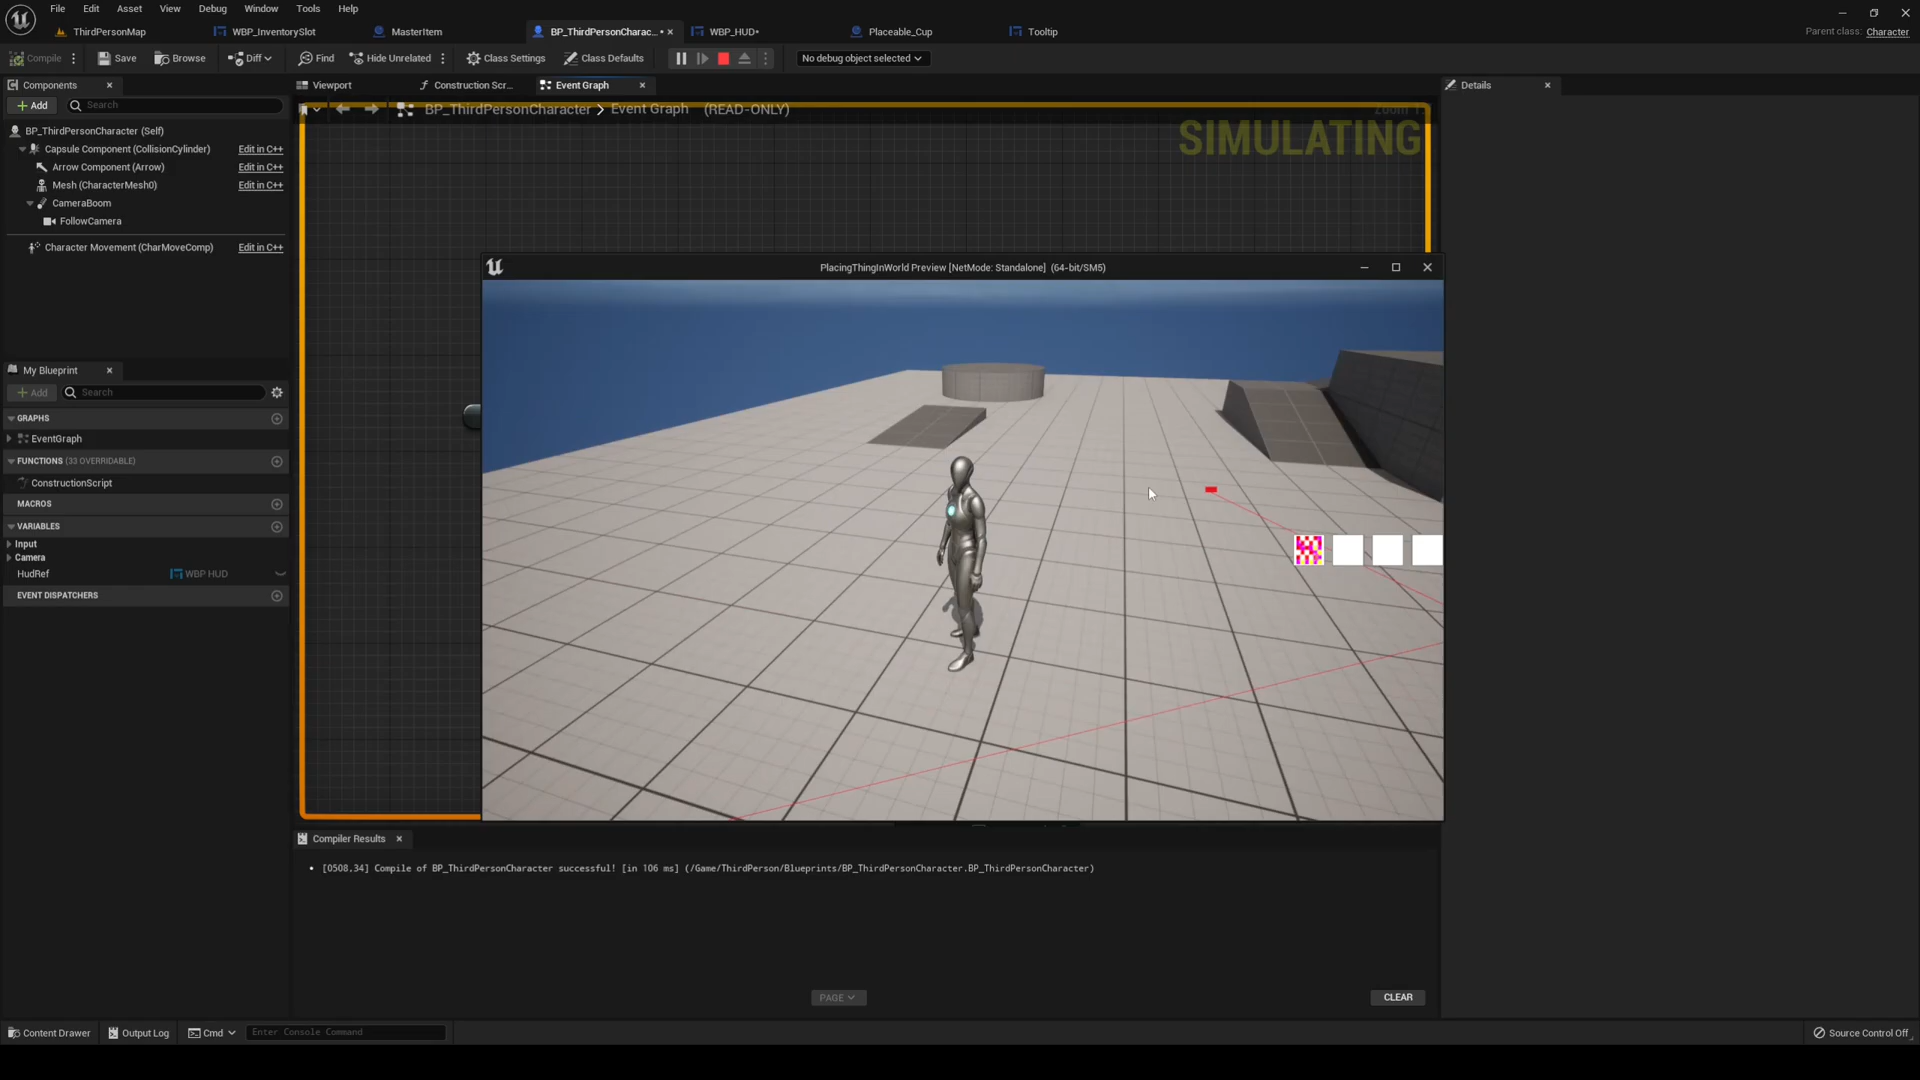 File Edit Asset View Debug Window Tools Help
ThirdPersonMap WBP_InventorySlot MasterItem BP_ThirdPersonCharac...• WBP_HUD• Placeable_Cup Tooltip
Parent class: Character
Compile Save Browse Diff Find Hide Unrelated Class Settings Class Defaults No debug object selected
Components
Add Search
BP_ThirdPersonCharacter (Self)
Capsule Component (CollisionCylinder) Edit in C++
Arrow Component (Arrow) Edit in C++
Mesh (CharacterMesh0) Edit in C++
CameraBoom
FollowCamera
Character Movement (CharMoveComp) Edit in C++
My Blueprint
Add Search
GRAPHS
EventGraph
FUNCTIONS (33 OVERRIDABLE)
ConstructionScript
MACROS
VARIABLES
Input
Camera
HudRef WBP HUD
EVENT DISPATCHERS
Viewport Construction Scr... Event Graph
BP_ThirdPersonCharacter > Event Graph (READ-ONLY)
SIMULATING
PlacingThingInWorld Preview [NetMode: Standalone] (64-bit/SM5)
Details
Compiler Results
• [0508,34] Compile of BP_ThirdPersonCharacter successful! [in 106 ms] (/Game/ThirdPerson/Blueprints/BP_ThirdPersonCharacter.BP_ThirdPersonCharacter)
PAGE CLEAR
Content Drawer Output Log Cmd Enter Console Command Source Control Off